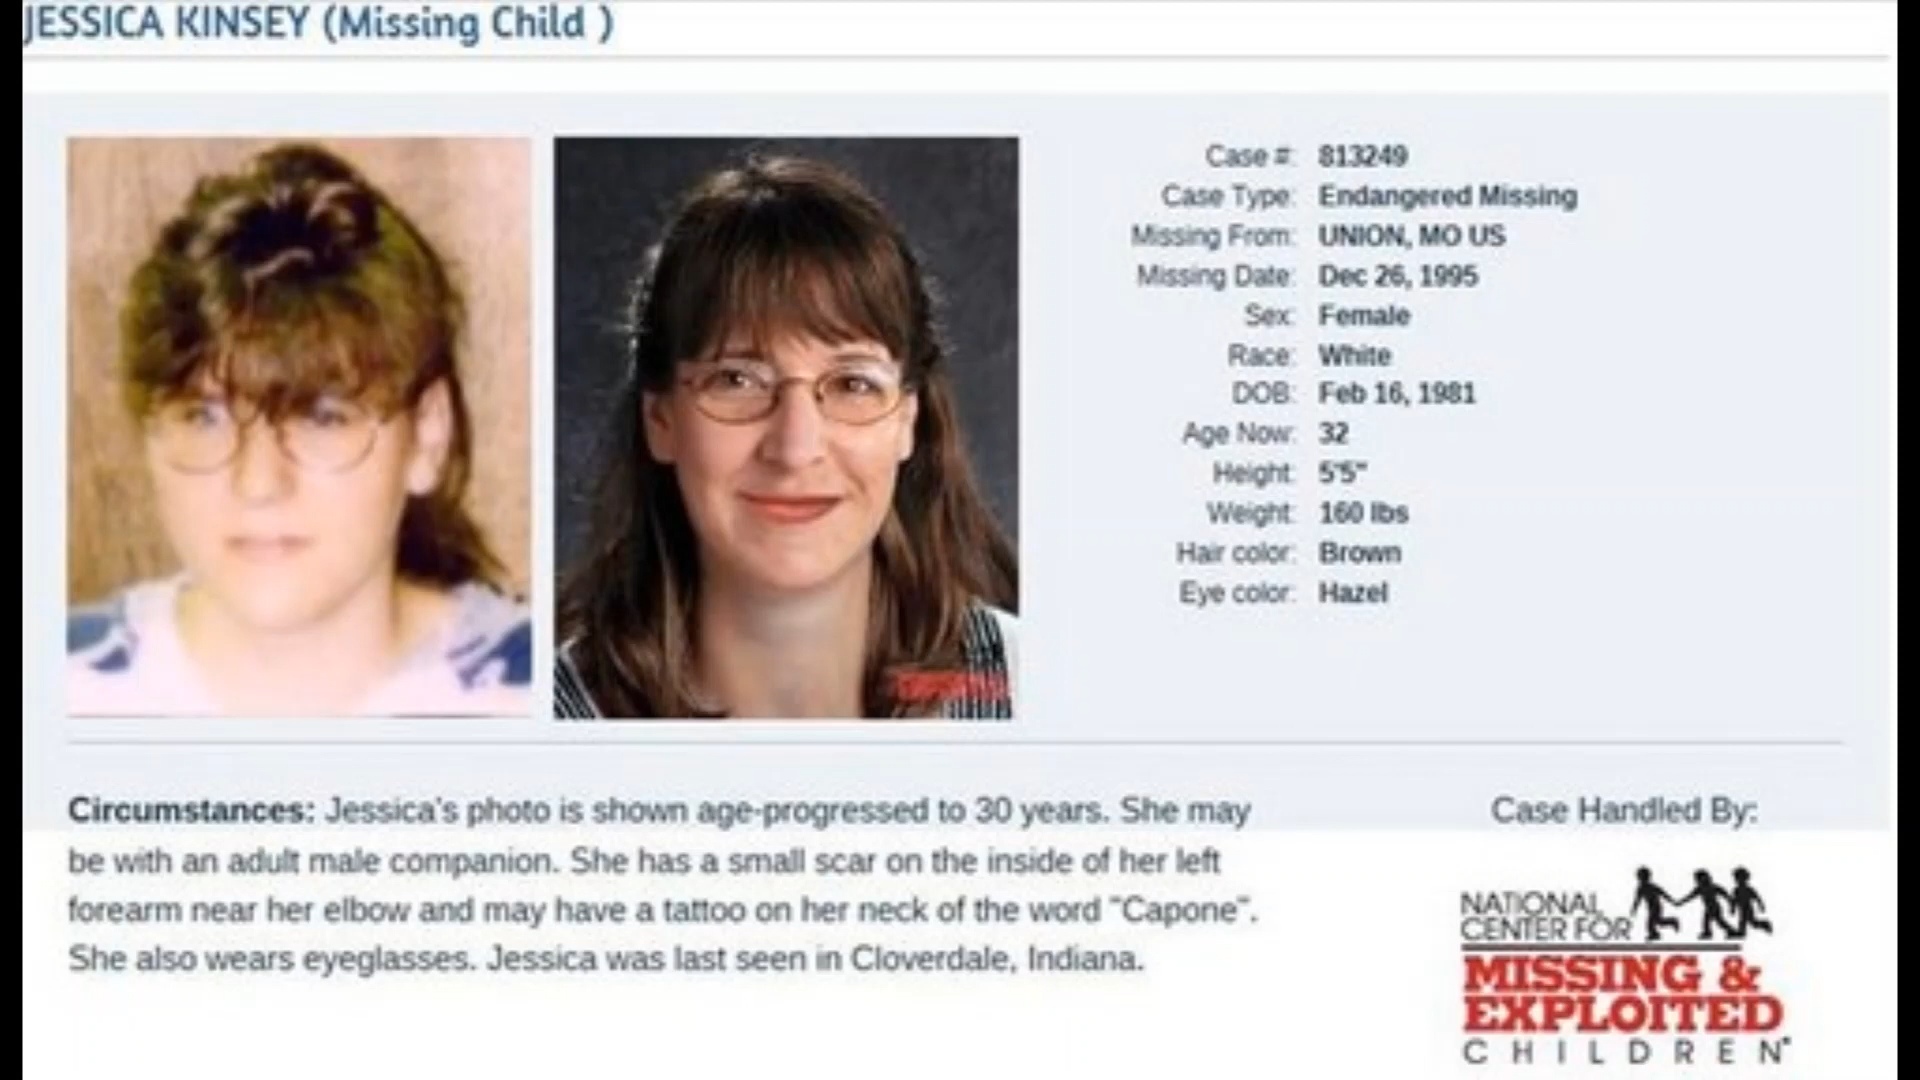 JESSICA KINSEY (Missing Child )
Case #: 813249
Case Type: Endangered Missing
Missing From: UNION, MO US
Missing Date: Dec 26, 1995
Sex: Female
Race: White
DOB: Feb 16, 1981
Age Now: 32
Height: 5'5"
Weight: 160 lbs
Hair color: Brown
Eye color: Hazel
Circumstances: Jessica's photo is shown age-progressed to 30 years. She may
be with an adult male companion. She has a small scar on the inside of her left
forearm near her elbow and may have a tattoo on her neck of the word "Capone".
She also wears eyeglasses. Jessica was last seen in Cloverdale, Indiana.
Case Handled By:
NATIONAL
CENTER FOR
MISSING &
EXPLOITED
CHILDREN